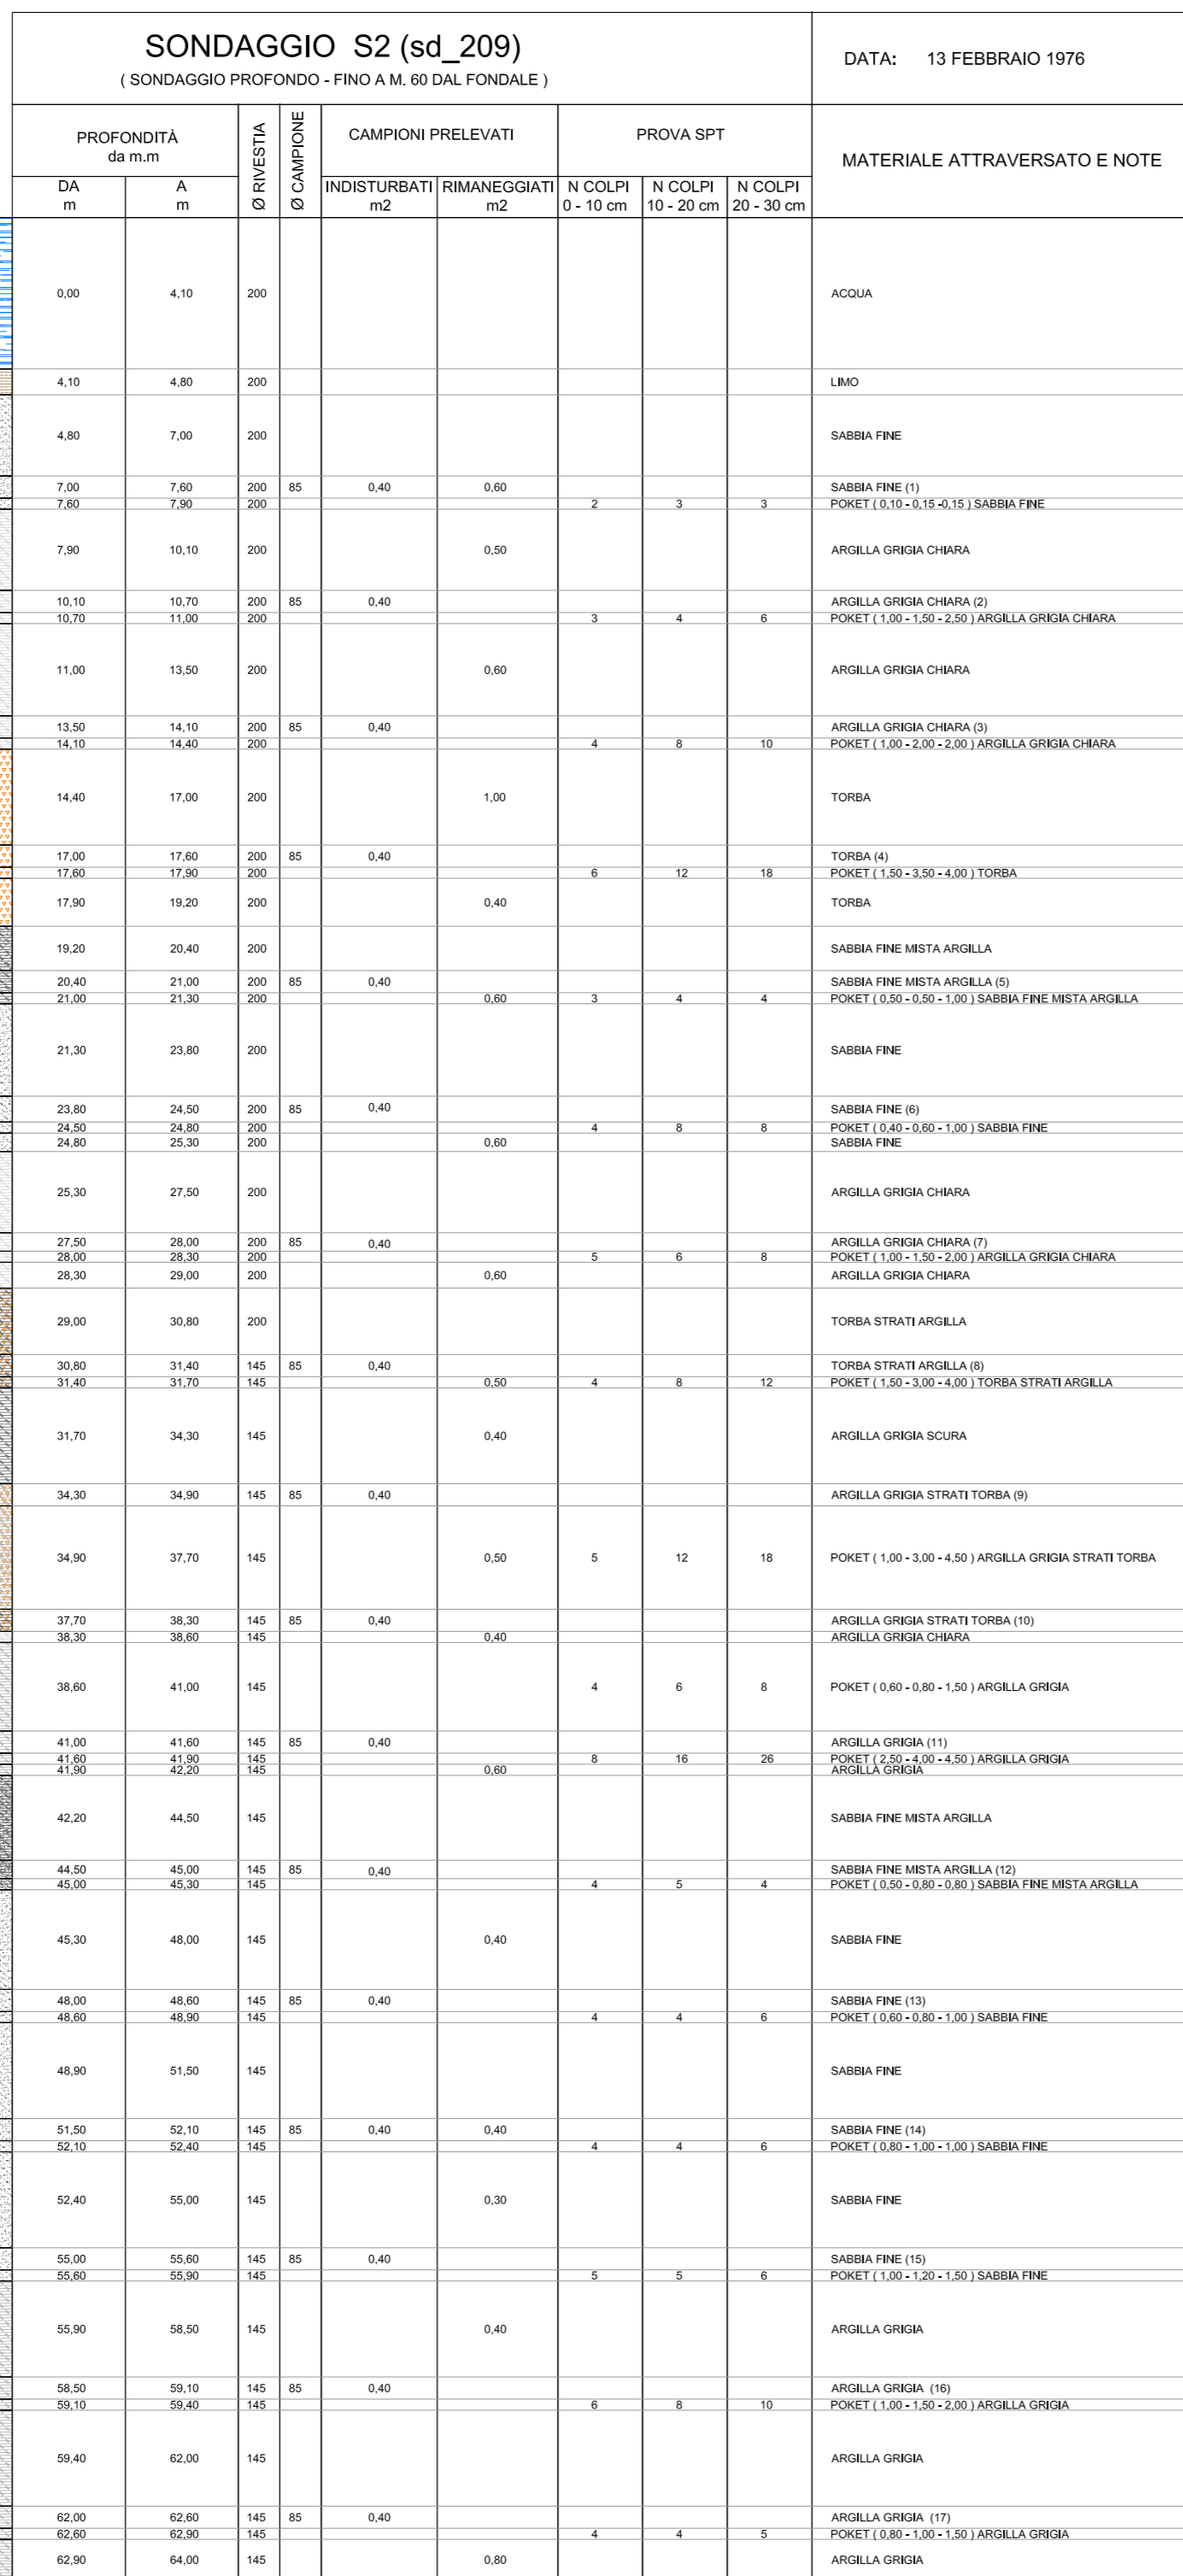 SONDAGGIO S2 (sd_209)
( SONDAGGIO PROFONDO - FINO A M. 60 DAL FONDALE )
DATA: 13 FEBBRAIO 1976
PROFONDITÀ
da m.m
Ø RIVESTIA
Ø CAMPIONE
CAMPIONI PRELEVATI
PROVA SPT
MATERIALE ATTRAVERSATO E NOTE
DA
m
A
m
INDISTURBATI
m2
RIMANEGGIATI
m2
N COLPI
0 - 10 cm
N COLPI
10 - 20 cm
N COLPI
20 - 30 cm
0,00 4,10 200 ACQUA
4,10 4,80 200 LIMO
4,80 7,00 200 SABBIA FINE
7,00 7,60 200 85 0,40 0,60 SABBIA FINE (1)
7,60 7,90 200 2 3 3 POKET ( 0,10 - 0,15 -0,15 ) SABBIA FINE
7,90 10,10 200 0,50 ARGILLA GRIGIA CHIARA
10,10 10,70 200 85 0,40 ARGILLA GRIGIA CHIARA (2)
10,70 11,00 200 3 4 6 POKET ( 1,00 - 1,50 - 2,50 ) ARGILLA GRIGIA CHIARA
11,00 13,50 200 0,60 ARGILLA GRIGIA CHIARA
13,50 14,10 200 85 0,40 ARGILLA GRIGIA CHIARA (3)
14,10 14,40 200 4 8 10 POKET ( 1,00 - 2,00 - 2,00 ) ARGILLA GRIGIA CHIARA
14,40 17,00 200 1,00 TORBA
17,00 17,60 200 85 0,40 TORBA (4)
17,60 17,90 200 6 12 18 POKET ( 1,50 - 3,50 - 4,00 ) TORBA
17,90 19,20 200 0,40 TORBA
19,20 20,40 200 SABBIA FINE MISTA ARGILLA
20,40 21,00 200 85 0,40 SABBIA FINE MISTA ARGILLA (5)
21,00 21,30 200 0,60 3 4 4 POKET ( 0,50 - 0,50 - 1,00 ) SABBIA FINE MISTA ARGILLA
21,30 23,80 200 SABBIA FINE
23,80 24,50 200 85 0,40 SABBIA FINE (6)
24,50 24,80 200 4 8 8 POKET ( 0,40 - 0,60 - 1,00 ) SABBIA FINE
24,80 25,30 200 0,60 SABBIA FINE
25,30 27,50 200 ARGILLA GRIGIA CHIARA
27,50 28,00 200 85 0,40 ARGILLA GRIGIA CHIARA (7)
28,00 28,30 200 5 6 8 POKET ( 1,00 - 1,50 - 2,00 ) ARGILLA GRIGIA CHIARA
28,30 29,00 200 0,60 ARGILLA GRIGIA CHIARA
29,00 30,80 200 TORBA STRATI ARGILLA
30,80 31,40 145 85 0,40 TORBA STRATI ARGILLA (8)
31,40 31,70 145 0,50 4 8 12 POKET ( 1,50 - 3,00 - 4,00 ) TORBA STRATI ARGILLA
31,70 34,30 145 0,40 ARGILLA GRIGIA SCURA
34,30 34,90 145 85 0,40 ARGILLA GRIGIA STRATI TORBA (9)
34,90 37,70 145 0,50 5 12 18 POKET ( 1,00 - 3,00 - 4,50 ) ARGILLA GRIGIA STRATI TORBA
37,70 38,30 145 85 0,40 ARGILLA GRIGIA STRATI TORBA (10)
38,30 38,60 145 0,40 ARGILLA GRIGIA CHIARA
38,60 41,00 145 4 6 8 POKET ( 0,60 - 0,80 - 1,50 ) ARGILLA GRIGIA
41,00 41,60 145 85 0,40 ARGILLA GRIGIA (11)
41,60 41,90 145 8 16 26 POKET ( 2,50 - 4,00 - 4,50 ) ARGILLA GRIGIA
41,90 42,20 145 0,60 ARGILLA GRIGIA
42,20 44,50 145 SABBIA FINE MISTA ARGILLA
44,50 45,00 145 85 0,40 SABBIA FINE MISTA ARGILLA (12)
45,00 45,30 145 4 5 4 POKET ( 0,50 - 0,80 - 0,80 ) SABBIA FINE MISTA ARGILLA
45,30 48,00 145 0,40 SABBIA FINE
48,00 48,60 145 85 0,40 SABBIA FINE (13)
48,60 48,90 145 4 4 6 POKET ( 0,60 - 0,80 - 1,00 ) SABBIA FINE
48,90 51,50 145 SABBIA FINE
51,50 52,10 145 85 0,40 0,40 SABBIA FINE (14)
52,10 52,40 145 4 4 6 POKET ( 0,80 - 1,00 - 1,00 ) SABBIA FINE
52,40 55,00 145 0,30 SABBIA FINE
55,00 55,60 145 85 0,40 SABBIA FINE (15)
55,60 55,90 145 5 5 6 POKET ( 1,00 - 1,20 - 1,50 ) SABBIA FINE
55,90 58,50 145 0,40 ARGILLA GRIGIA
58,50 59,10 145 85 0,40 ARGILLA GRIGIA (16)
59,10 59,40 145 6 8 10 POKET ( 1,00 - 1,50 - 2,00 ) ARGILLA GRIGIA
59,40 62,00 145 ARGILLA GRIGIA
62,00 62,60 145 85 0,40 ARGILLA GRIGIA (17)
62,60 62,90 145 4 4 5 POKET ( 0,80 - 1,00 - 1,50 ) ARGILLA GRIGIA
62,90 64,00 145 0,80 ARGILLA GRIGIA